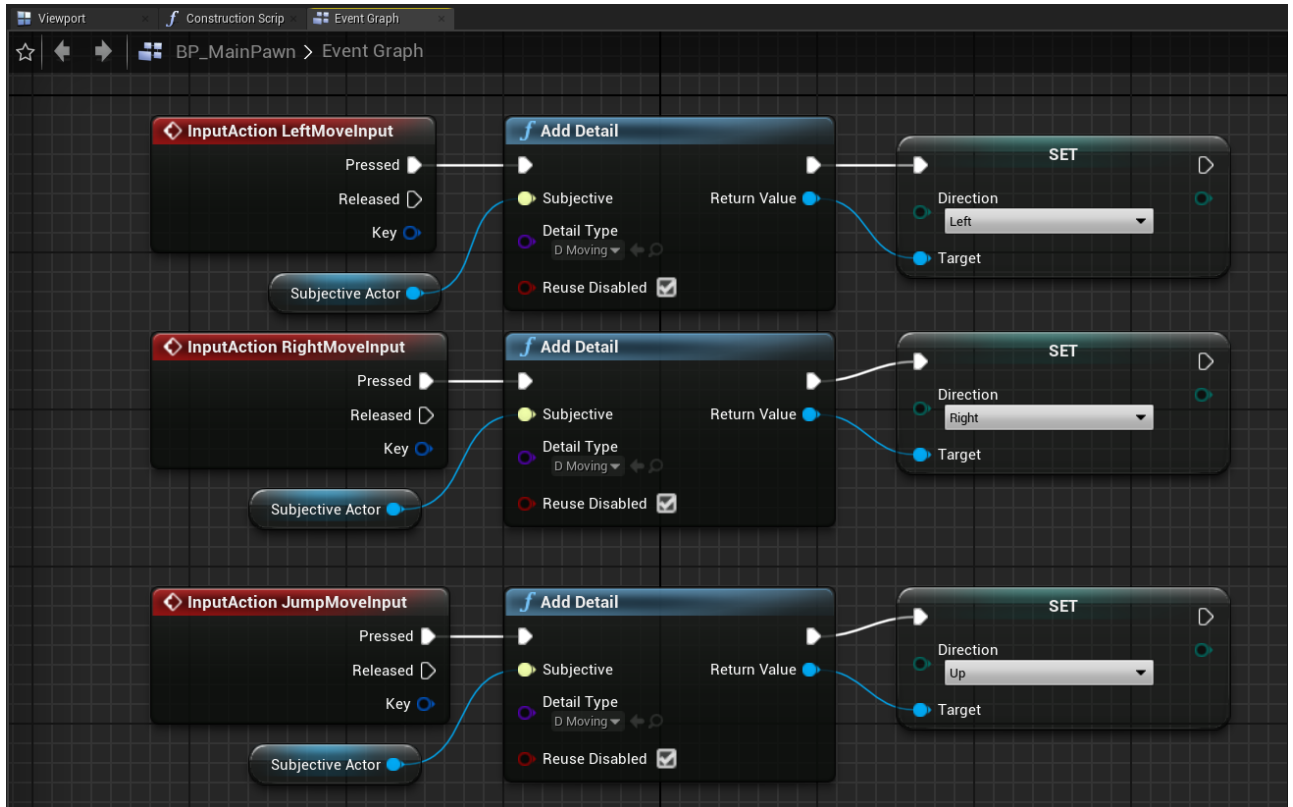 Viewport
Construction Scrip
Event Graph
BP_MainPawn > Event Graph
InputAction LeftMoveInput
Pressed
Released
Key
Subjective Actor
Add Detail
Subjective
Return Value
Detail Type
D Moving
Reuse Disabled
SET
Direction
Left
Target
InputAction RightMoveInput
Pressed
Released
Key
Subjective Actor
Add Detail
Subjective
Return Value
Detail Type
D Moving
Reuse Disabled
SET
Direction
Right
Target
InputAction JumpMoveInput
Pressed
Released
Key
Subjective Actor
Add Detail
Subjective
Return Value
Detail Type
D Moving
Reuse Disabled
SET
Direction
Up
Target